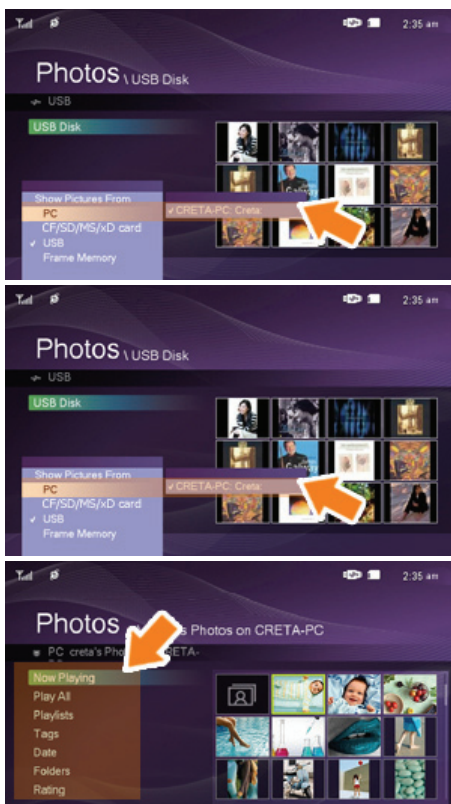 2:35 am
Photos \ USB Disk
USB
USB Disk
Show Pictures From
PC
✓CRETA-PC: Creta:
CF/SD/MS/xD card
✓ USB
Frame Memory
2:35 am
Photos \ USB Disk
USB
USB Disk
Show Pictures From
PC
✓CRETA-PC: Creta:
CF/SD/MS/xD card
✓ USB
Frame Memory
2:35 am
Photos Photos on CRETA-PC
PC creta's
Now Playing
Play All
Playlists
Tags
Date
Folders
Rating